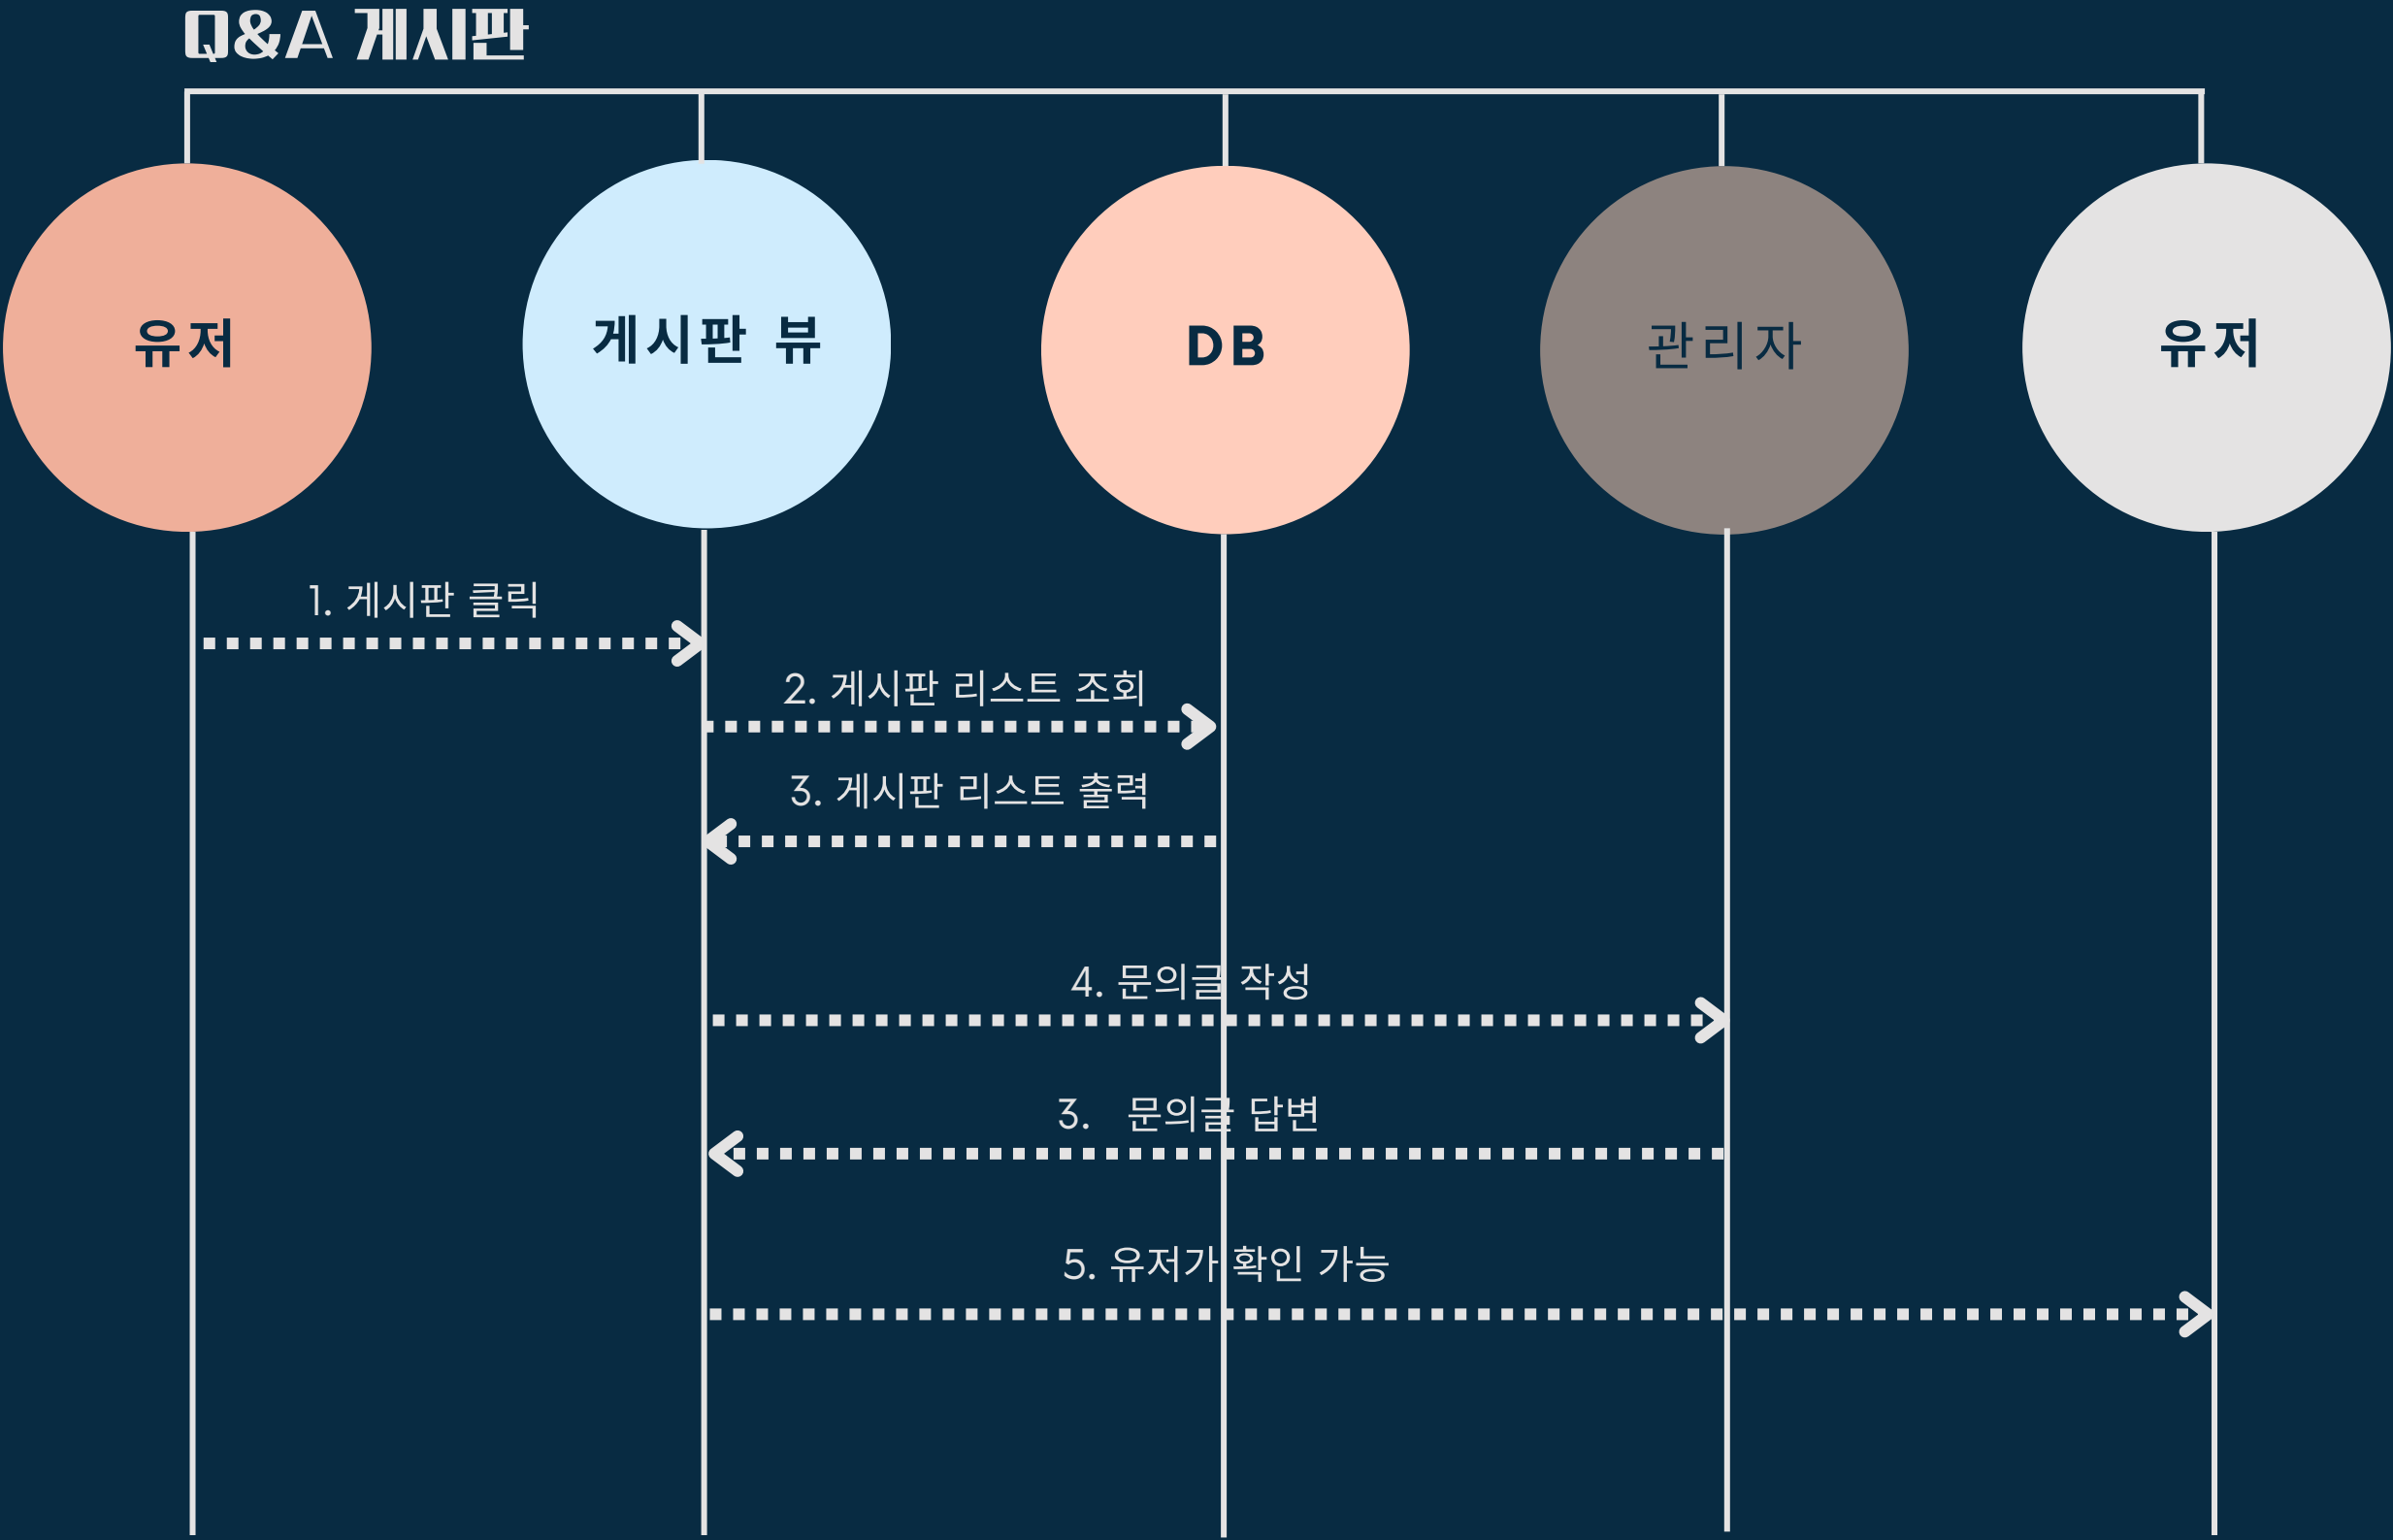 Q&A 게시판
유저
게시판 뷰
DB
관리자
유저
1. 게시판 클릭
2. 게시판 리스트 조회
3. 게시판 리스트 출력
4. 문의글 작성
3. 문의글 답변
5. 유저가 확인 가능